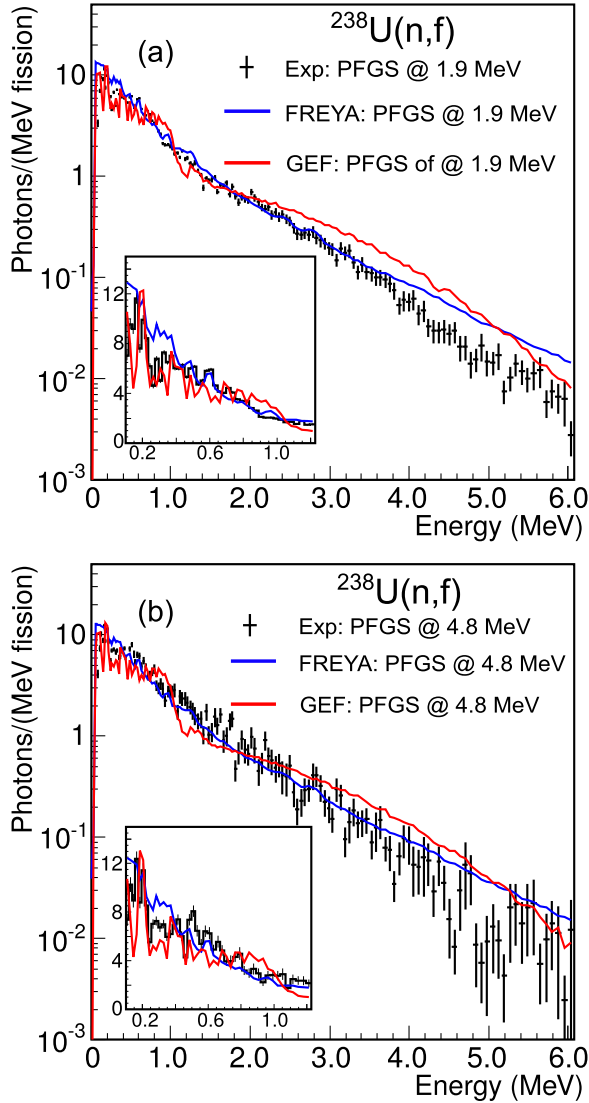 ²³⁸U(n,f)
(a)
Exp: PFGS @ 1.9 MeV
FREYA: PFGS @ 1.9 MeV
GEF: PFGS of @ 1.9 MeV
Photons/(MeV fission)
10
1
10⁻¹
10⁻²
10⁻³
12
8
4
0
0.2 0.6 1.0
0 1.0 2.0 3.0 4.0 5.0 6.0
Energy (MeV)
²³⁸U(n,f)
(b)
Exp: PFGS @ 4.8 MeV
FREYA: PFGS @ 4.8 MeV
GEF: PFGS @ 4.8 MeV
Photons/(MeV fission)
10
1
10⁻¹
10⁻²
10⁻³
12
8
4
0
0.2 0.6 1.0
0 1.0 2.0 3.0 4.0 5.0 6.0
Energy (MeV)